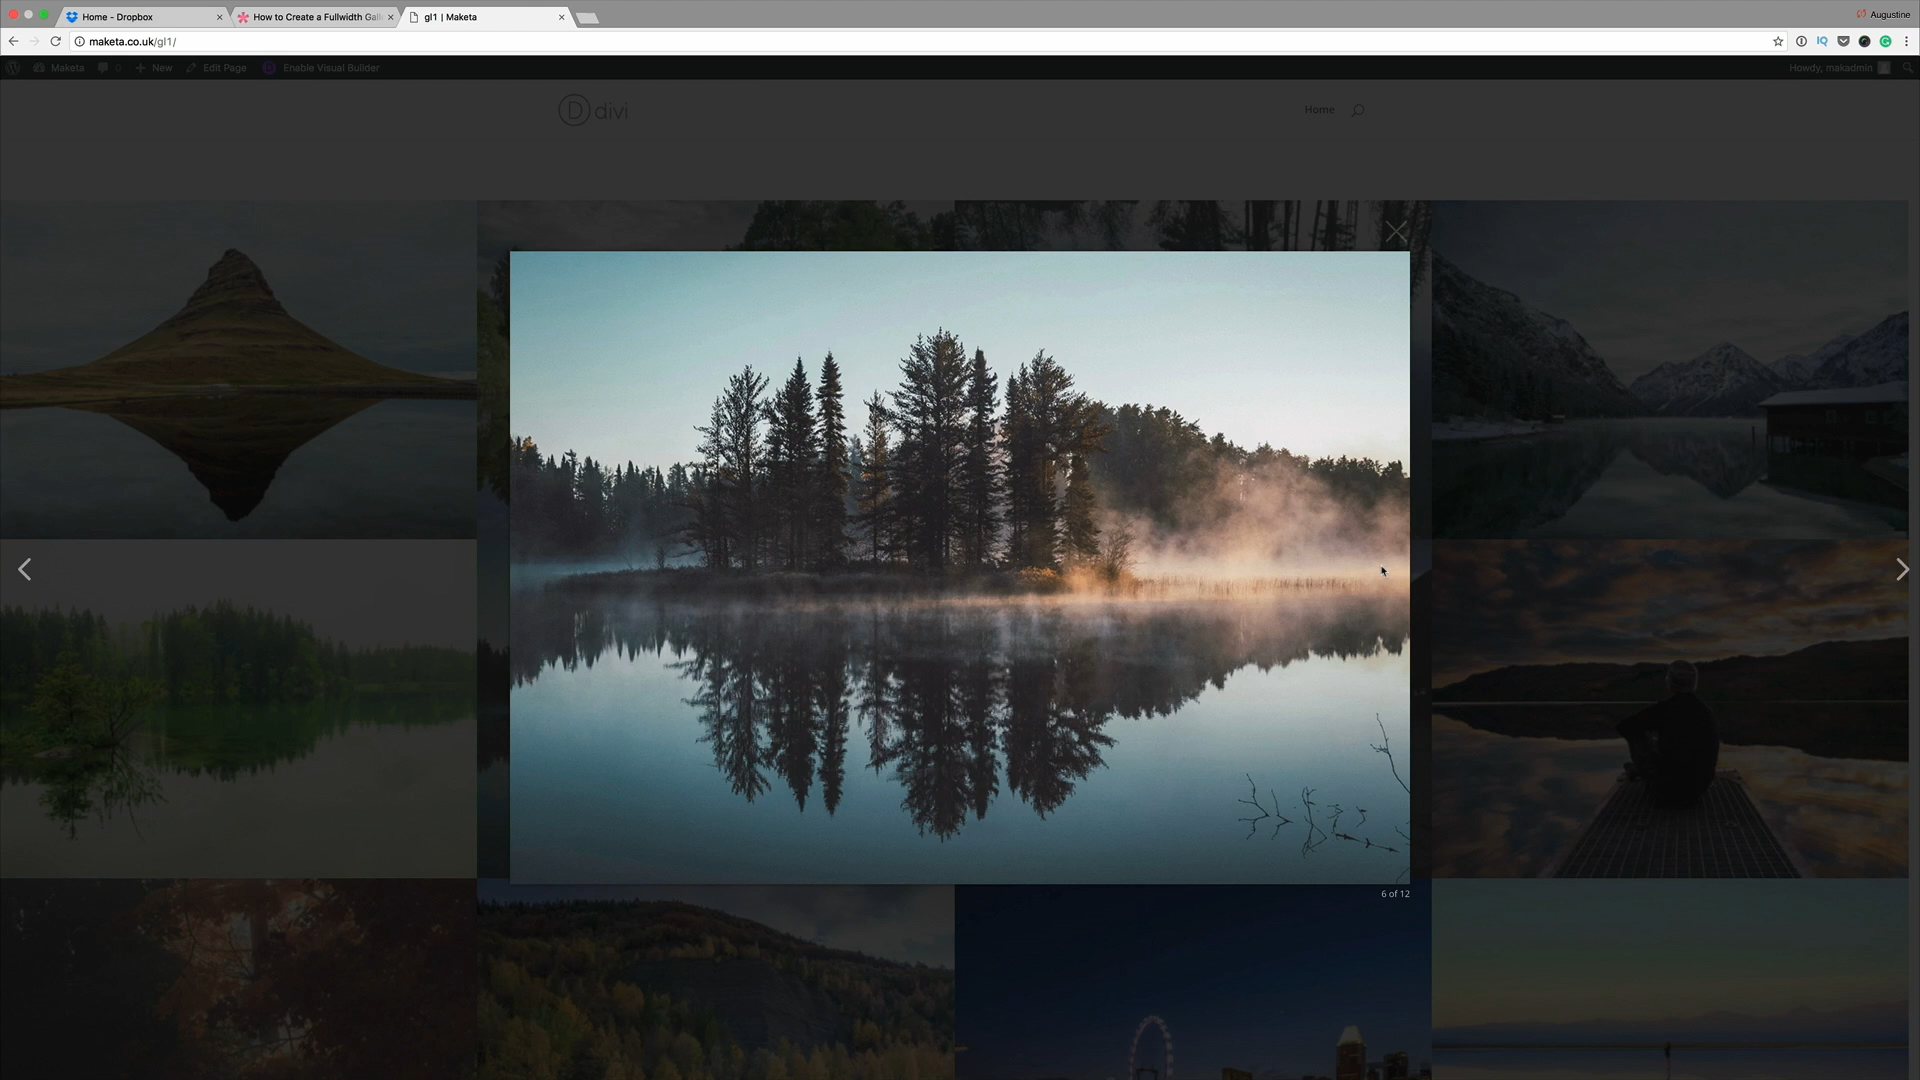 Home - Dropbox
How to Create a Fullwidth Gall
gl1 | Maketa
Augustine
maketa.co.uk/gl1/
Maketa
0
New
Edit Page
Enable Visual Builder
Howdy, makadmin
D divi
Home
6 of 12